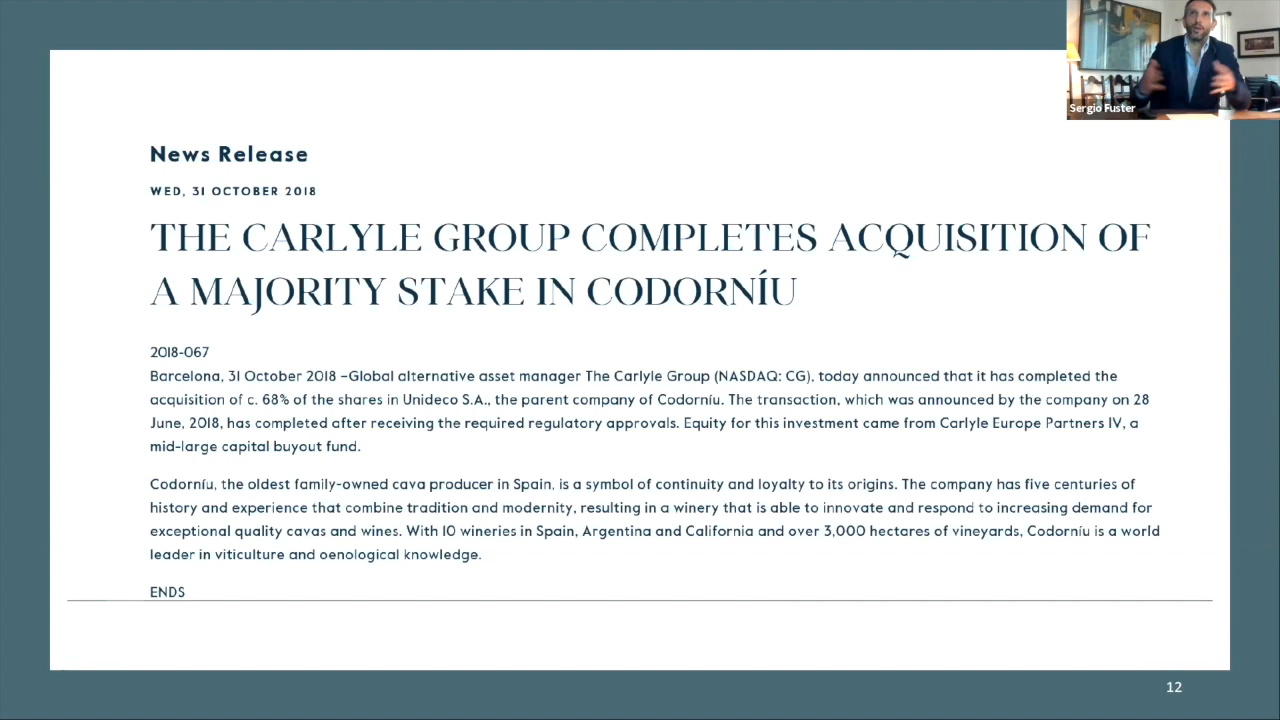 Sergio Fuster
News Release
WED, 31 OCTOBER 2018
THE CARLYLE GROUP COMPLETES ACQUISITION OF
A MAJORITY STAKE IN CODORNÍU
2018-067
Barcelona, 31 October 2018 –Global alternative asset manager The Carlyle Group (NASDAQ: CG), today announced that it has completed the
acquisition of c. 68% of the shares in Unideco S.A., the parent company of Codorníu. The transaction, which was announced by the company on 28
June, 2018, has completed after receiving the required regulatory approvals. Equity for this investment came from Carlyle Europe Partners IV, a
mid-large capital buyout fund.
Codorníu, the oldest family-owned cava producer in Spain, is a symbol of continuity and loyalty to its origins. The company has five centuries of
history and experience that combine tradition and modernity, resulting in a winery that is able to innovate and respond to increasing demand for
exceptional quality cavas and wines. With 10 wineries in Spain, Argentina and California and over 3,000 hectares of vineyards, Codorníu is a world
leader in viticulture and oenological knowledge.
ENDS
12